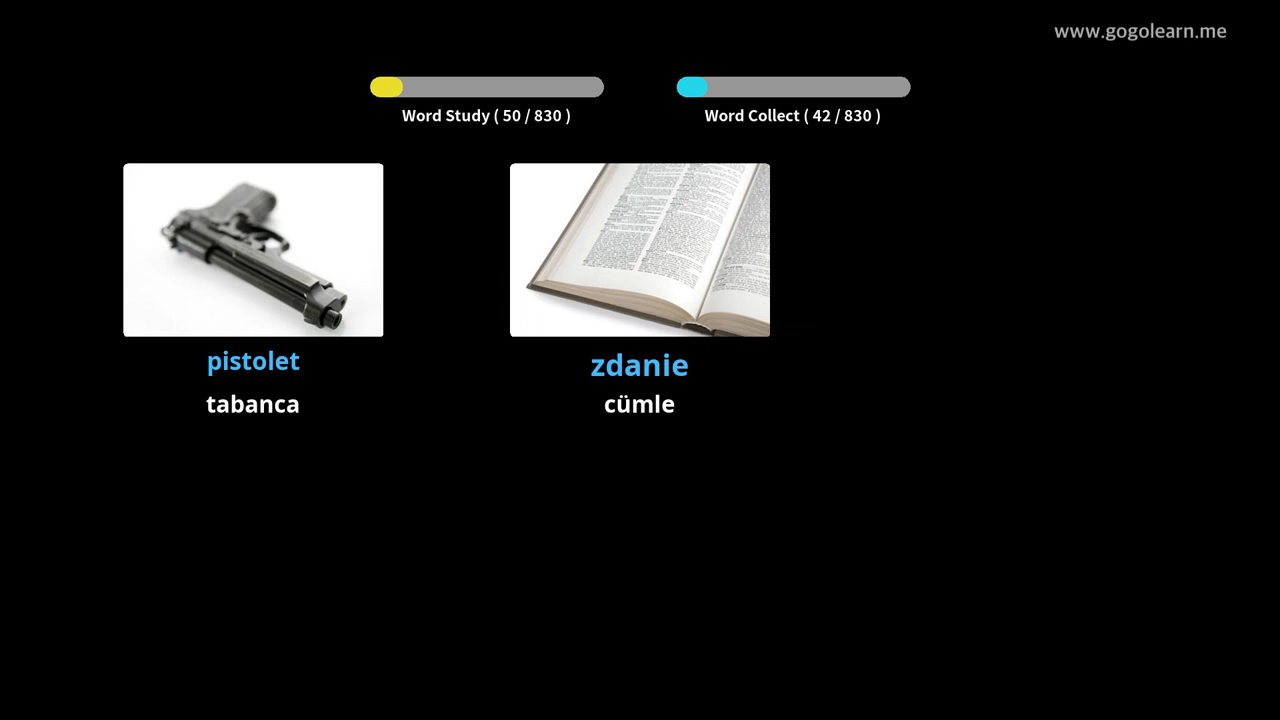 www.gogolearn.me
Word Study ( 50 / 830 )
Word Collect ( 42 / 830 )
pistolet
tabanca
zdanie
cümle